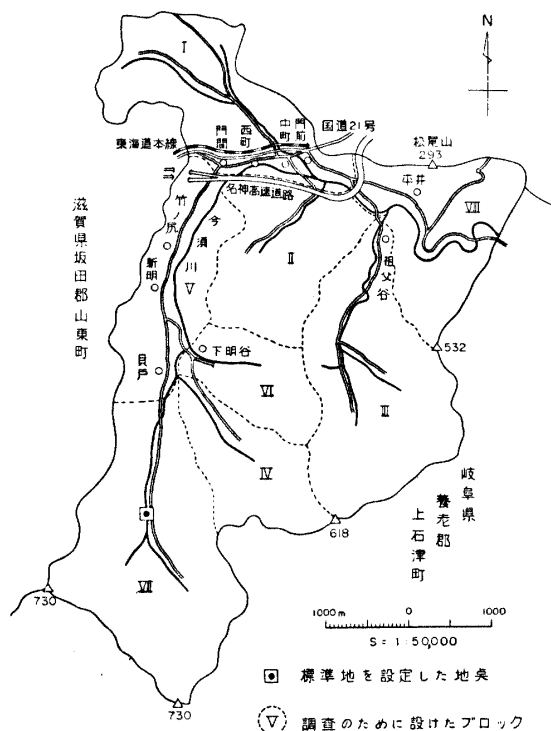 N
I
国道21号
東海道本線
門間
西町
中町
門前
松尾山
293
平井
名神高速道路
VII
滋賀県坂田郡山東町
竹ノ尻
今須川
II
祖父谷
新明
V
532
下明谷
貝戸
VI
III
IV
岐阜県
養老郡
上石津町
618
730
VII
730
1000m 0 1000
S = 1:50,000
標準地を設定した地点
V 調査のために設けたブロック